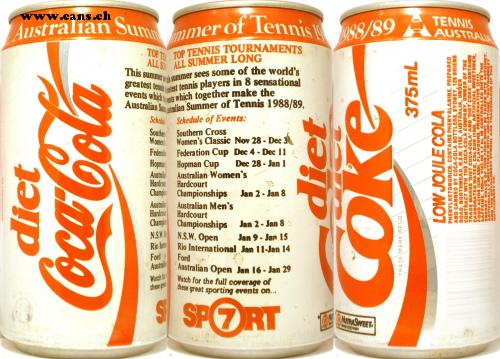 www.cans.ch
Australian Summer of Tennis 1988/89
TENNIS
AUSTRALIA
TOP TENNIS TOURNAMENTS
ALL SUMMER LONG
This summer sees some of the world's
greatest tennis players in 8 sensational
events which together make the
Australian Summer of Tennis 1988/89.
Schedule of Events:
Southern Cross
Women's Classic Nov 28 - Dec 3
Federation Cup Dec 4 - Dec 11
Hopman Cup Dec 28 - Jan 1
Australian Women's
Hardcourt
Championships Jan 2 - Jan 8
Australian Men's
Hardcourt
Championships Jan 2 - Jan 8
N.S.W. Open Jan 9 - Jan 15
Rio International Jan 11-Jan 14
Ford
Australian Open Jan 16 - Jan 29
Watch for the full coverage of
these great sporting events on...
SP7RT
diet
Coca-Cola
diet
Coke
375mL
LOW JOULE COLA
TRADE MARK REG'D
NUTRASWEET